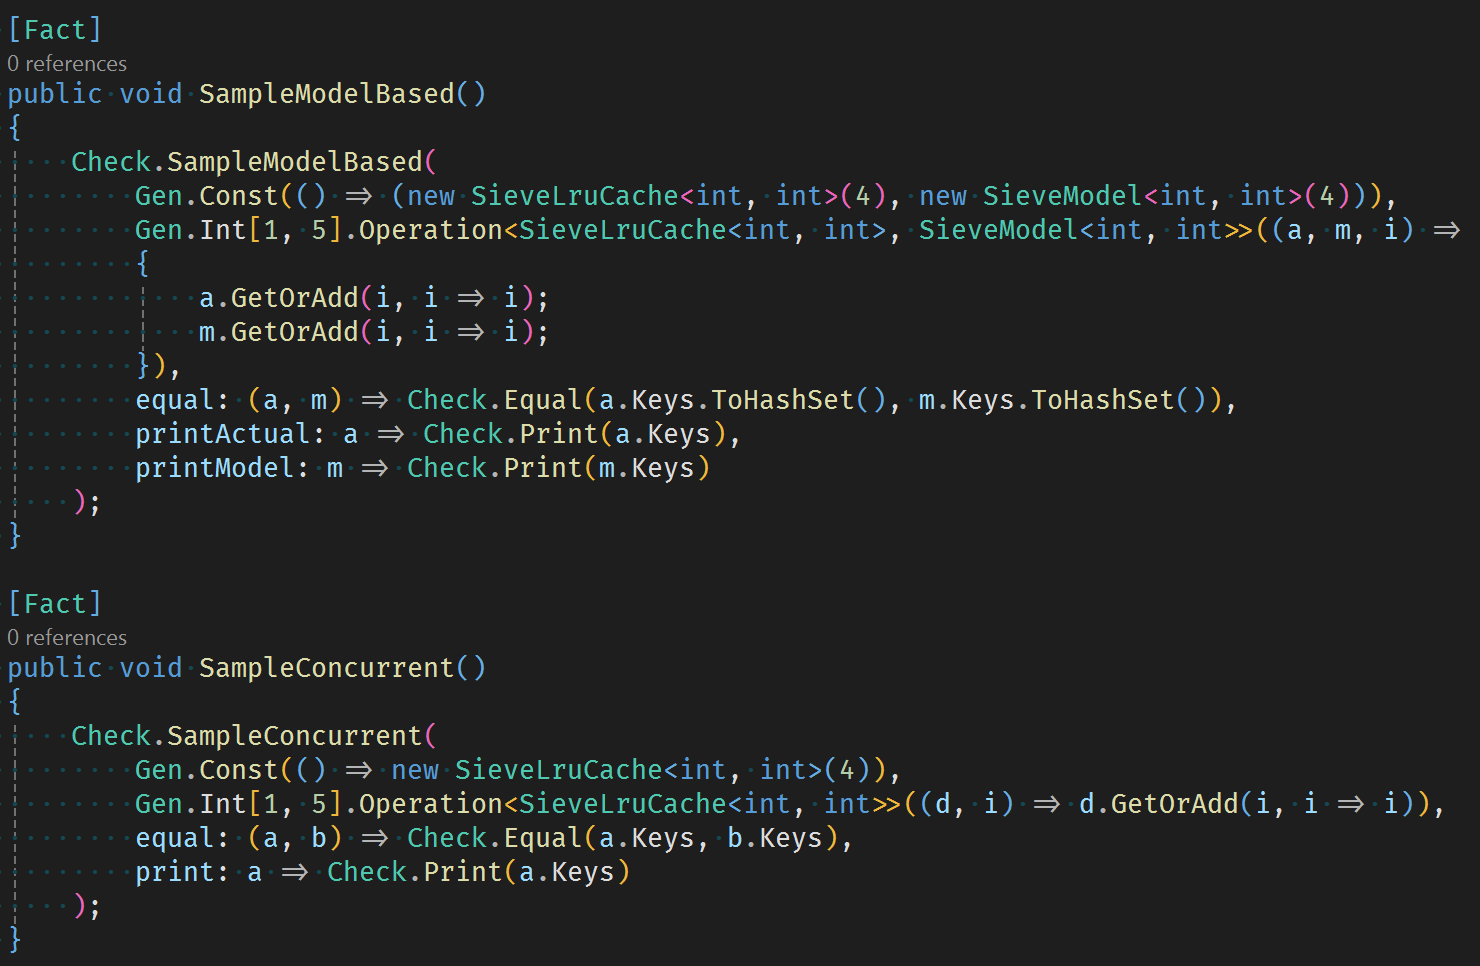 [Fact]
0 references
public void SampleModelBased()
{
    Check.SampleModelBased(
        Gen.Const(() => (new SieveLruCache<int, int>(4), new SieveModel<int, int>(4))),
        Gen.Int[1, 5].Operation<SieveLruCache<int, int>, SieveModel<int, int>>((a, m, i) =>
        {
            a.GetOrAdd(i, i => i);
            m.GetOrAdd(i, i => i);
        }),
        equal: (a, m) => Check.Equal(a.Keys.ToHashSet(), m.Keys.ToHashSet()),
        printActual: a => Check.Print(a.Keys),
        printModel: m => Check.Print(m.Keys)
    );
}
[Fact]
0 references
public void SampleConcurrent()
{
    Check.SampleConcurrent(
        Gen.Const(() => new SieveLruCache<int, int>(4)),
        Gen.Int[1, 5].Operation<SieveLruCache<int, int>>((d, i) => d.GetOrAdd(i, i => i)),
        equal: (a, b) => Check.Equal(a.Keys, b.Keys),
        print: a => Check.Print(a.Keys)
    );
}